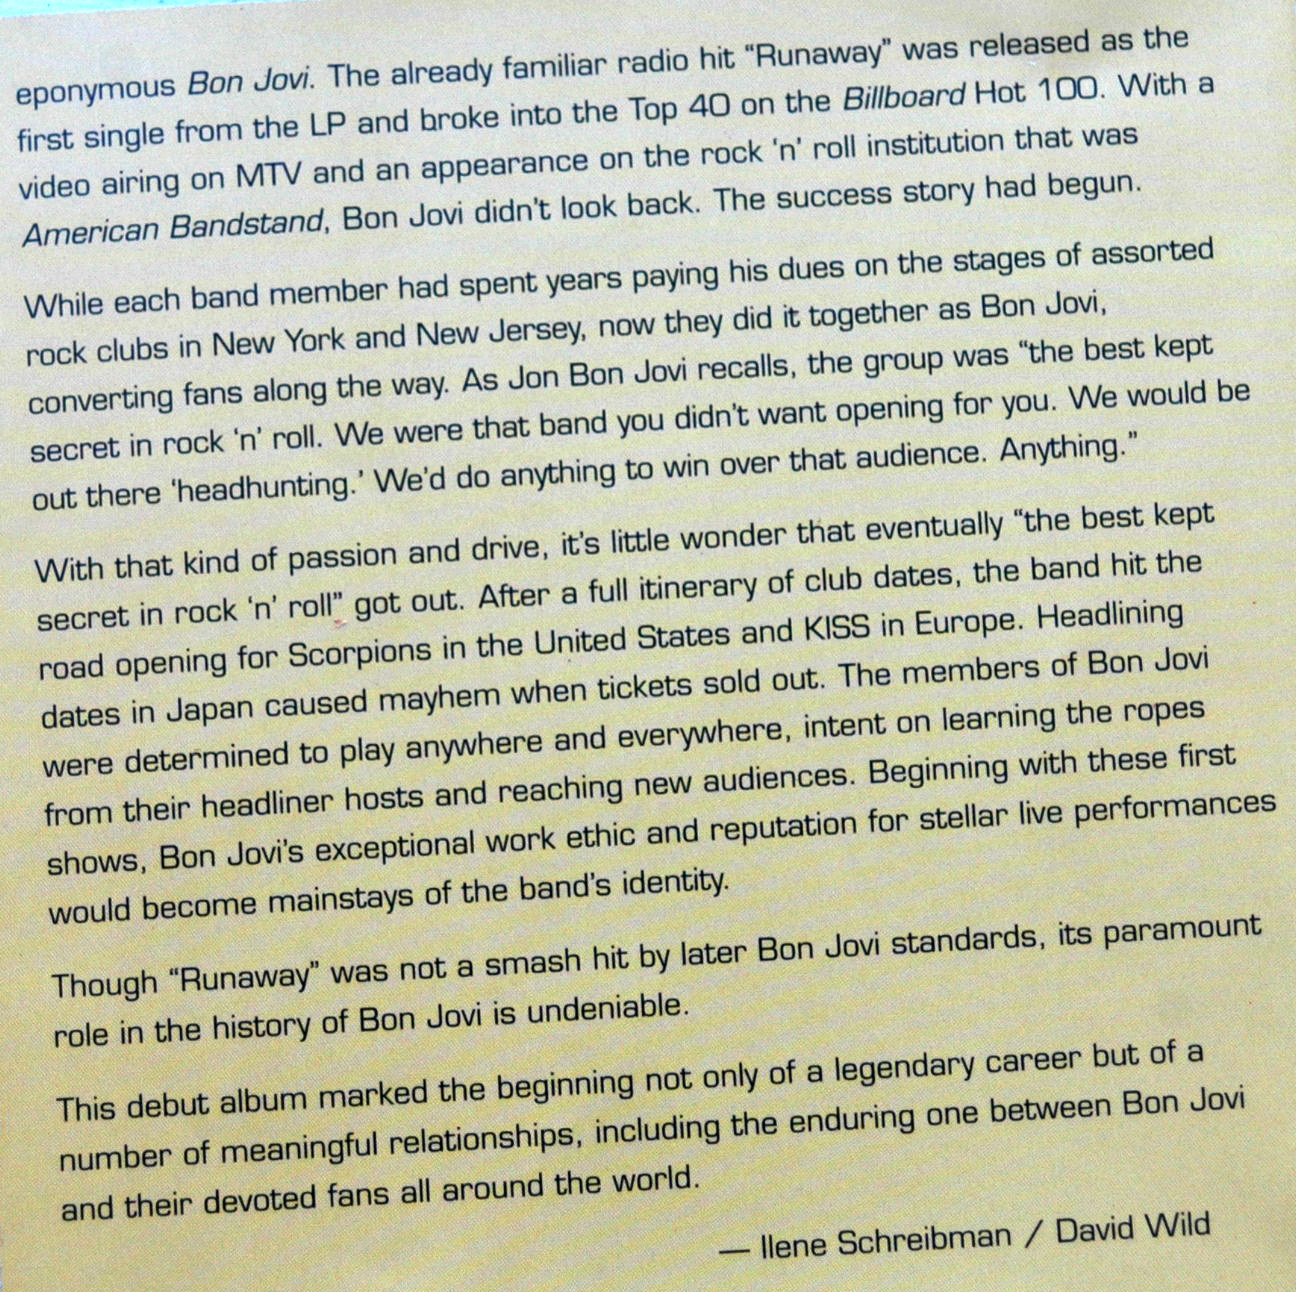 eponymous Bon Jovi. The already familiar radio hit “Runaway” was released as the
first single from the LP and broke into the Top 40 on the Billboard Hot 100. With a
video airing on MTV and an appearance on the rock ‘n’ roll institution that was
American Bandstand, Bon Jovi didn’t look back. The success story had begun.
While each band member had spent years paying his dues on the stages of assorted
rock clubs in New York and New Jersey, now they did it together as Bon Jovi,
converting fans along the way. As Jon Bon Jovi recalls, the group was “the best kept
secret in rock ‘n’ roll. We were that band you didn’t want opening for you. We would be
out there ‘headhunting.’ We’d do anything to win over that audience. Anything.”
With that kind of passion and drive, it’s little wonder that eventually “the best kept
secret in rock ‘n’ roll” got out. After a full itinerary of club dates, the band hit the
road opening for Scorpions in the United States and KISS in Europe. Headlining
dates in Japan caused mayhem when tickets sold out. The members of Bon Jovi
were determined to play anywhere and everywhere, intent on learning the ropes
from their headliner hosts and reaching new audiences. Beginning with these first
shows, Bon Jovi’s exceptional work ethic and reputation for stellar live performances
would become mainstays of the band’s identity.
Though “Runaway” was not a smash hit by later Bon Jovi standards, its paramount
role in the history of Bon Jovi is undeniable.
This debut album marked the beginning not only of a legendary career but of a
number of meaningful relationships, including the enduring one between Bon Jovi
and their devoted fans all around the world.
— Ilene Schreibman / David Wild